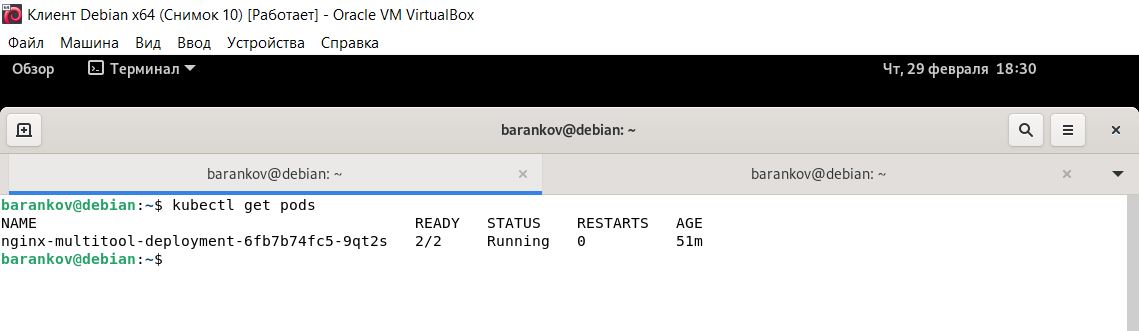 Клиент Debian x64 (Снимок 10) [Работает] - Oracle VM VirtualBox
Файл Машина Вид Ввод Устройства Справка
Обзор Терминал Чт, 29 февраля 18:30
barankov@debian: ~
barankov@debian: ~ × barankov@debian: ~ ×
barankov@debian:~$ kubectl get pods
NAME READY STATUS RESTARTS AGE
nginx-multitool-deployment-6fb7b74fc5-9qt2s 2/2 Running 0 51m
barankov@debian:~$